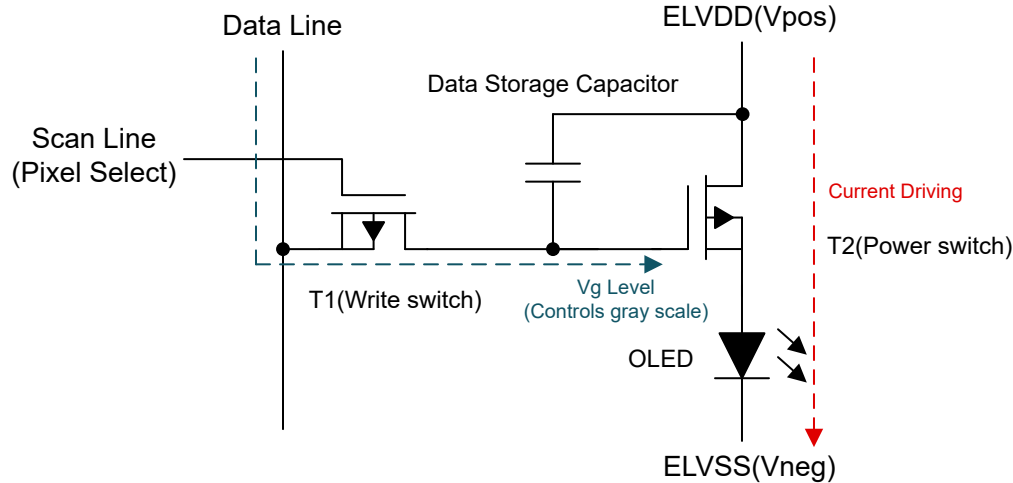 Data Line
ELVDD(Vpos)
Data Storage Capacitor
Scan Line
(Pixel Select)
Current Driving
T2(Power switch)
T1(Write switch)
Vg Level
(Controls gray scale)
OLED
ELVSS(Vneg)